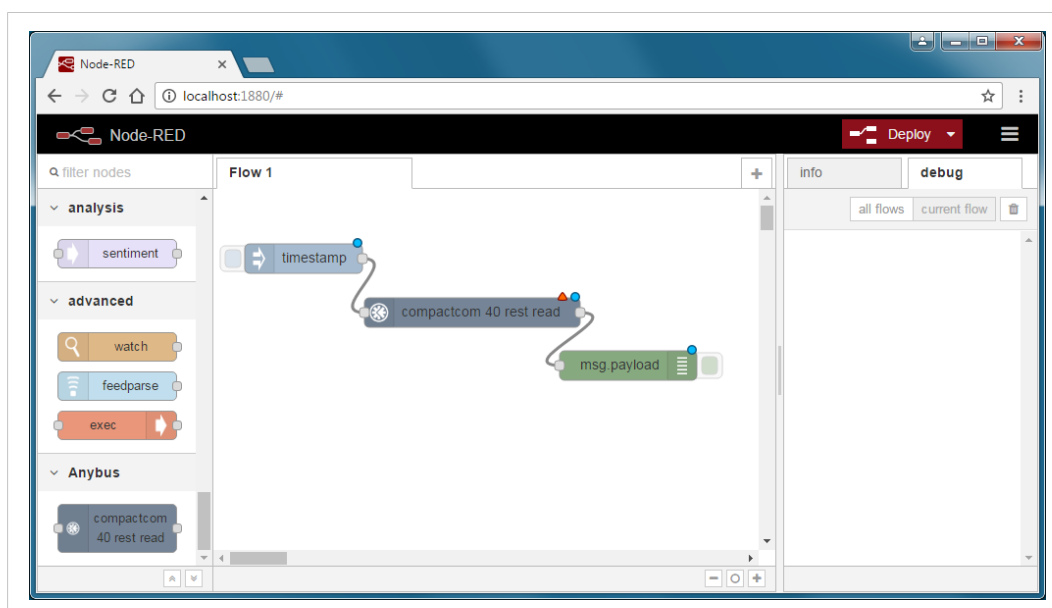 Node-RED
localhost:1880/#
Node-RED
Deploy
filter nodes
analysis
sentiment
advanced
watch
feedparse
exec
Anybus
compactcom
40 rest read
Flow 1
timestamp
compactcom 40 rest read
msg.payload
info
debug
all flows
current flow